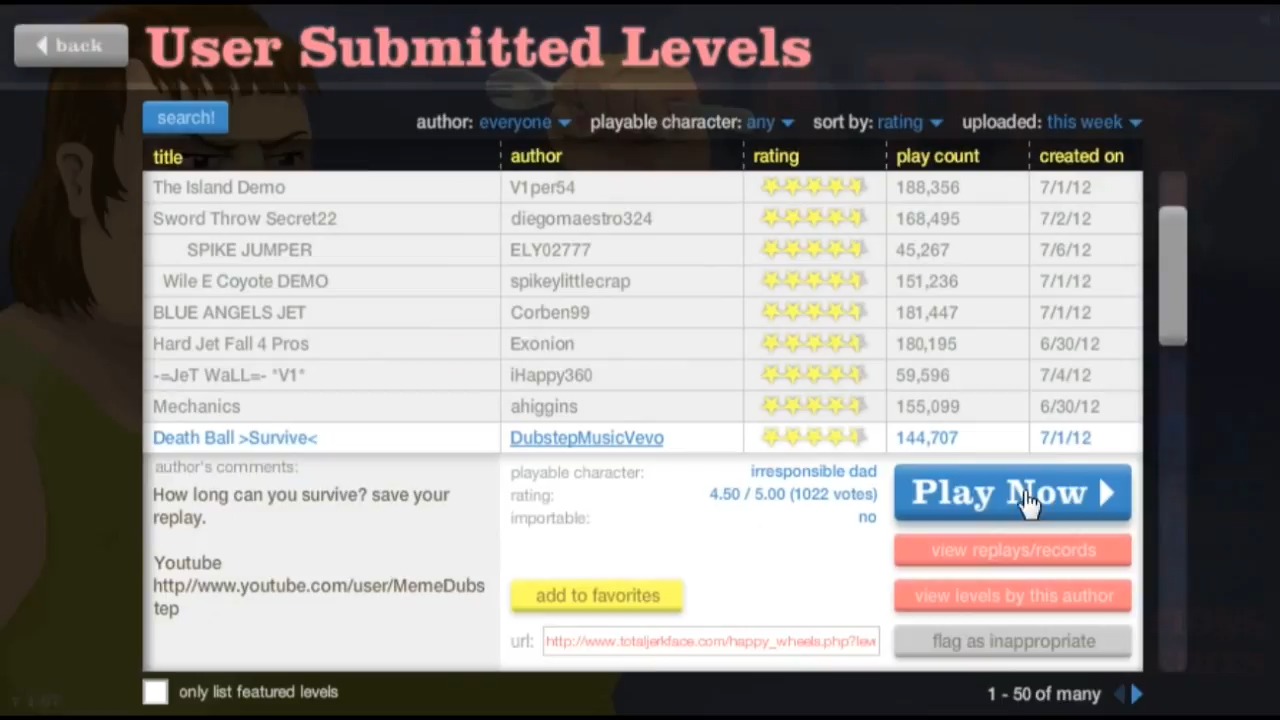 back
User Submitted Levels
search!
author: everyone playable character: any sort by: rating uploaded: this week
title author rating play count created on
The Island Demo V1per54 188,356 7/1/12
Sword Throw Secret22 diegomaestro324 168,495 7/2/12
SPIKE JUMPER ELY02777 45,267 7/6/12
Wile E Coyote DEMO spikeylittlecrap 151,236 7/1/12
BLUE ANGELS JET Corben99 181,447 7/1/12
Hard Jet Fall 4 Pros Exonion 180,195 6/30/12
-=JeT WaLL=- *V1* iHappy360 59,596 7/4/12
Mechanics ahiggins 155,099 6/30/12
Death Ball >Survive< DubstepMusicVevo 144,707 7/1/12
author's comments:
How long can you survive? save your
replay.
Youtube
http//www.youtube.com/user/MemeDubs
tep
playable character: irresponsible dad
rating: 4.50 / 5.00 (1022 votes)
importable: no
add to favorites
url: http://www.totaljerkface.com/happy_wheels.php?lev
Play Now
view replays/records
view levels by this author
flag as inappropriate
only list featured levels
1 - 50 of many